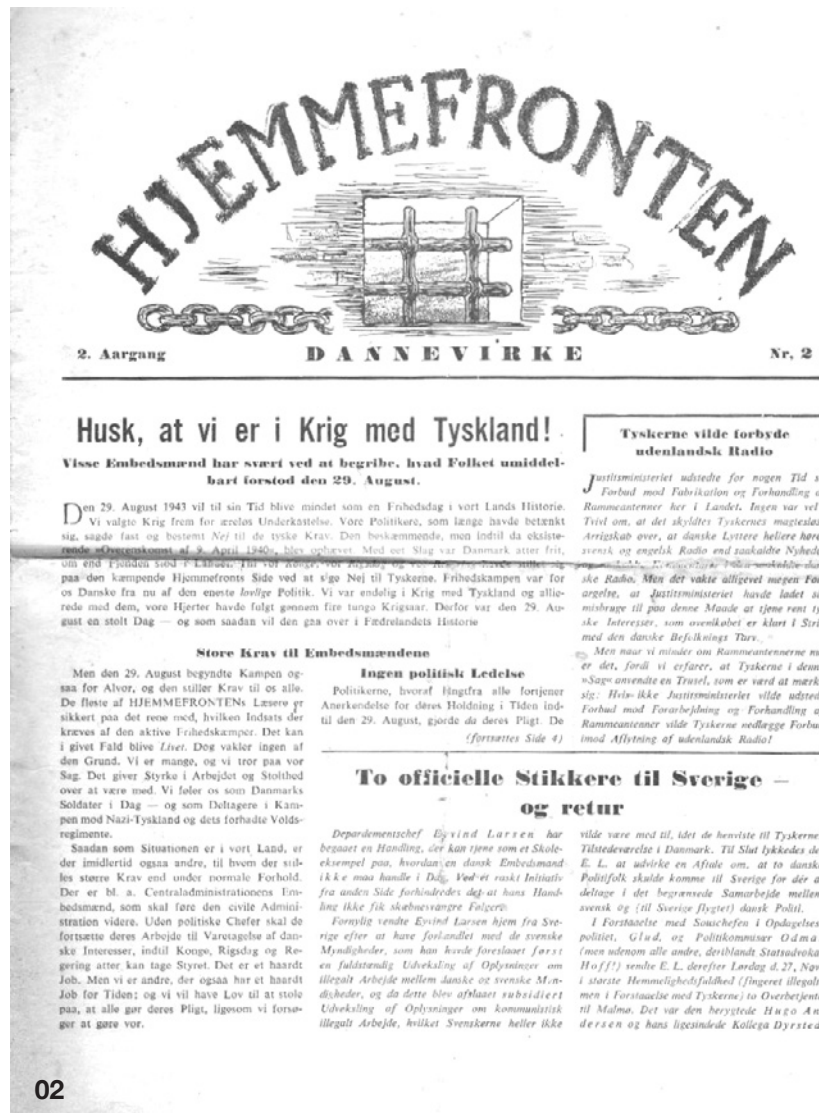 HJEMMEFRONTEN
2. Aargang
DANNEVIRKE
Nr. 2
Husk, at vi er i Krig med Tyskland!
Visse Embedsmænd har svært ved at begribe, hvad Folket umiddel-
bart forstod den 29. August.
Den 29. August 1943 vil til sin Tid blive mindet som en Frihedsdag i vort Lands Historie.
Vi valgte Krig frem for æreløs Underkastelse. Vore Politikere, som længe havde betænkt
sig, sagde fast og bestemt Nej til de tyske Krav. Den beskæmmende, men indtil da eksiste-
rende »Overenskomst af 9. April 1940«, blev ophævet. Med eet Slag var Danmark atter frit,
om end Fjenden stod i Landet. Thi vor Konge, vor Rigsdag og vor
paa den kæmpende Hjemmefronts Side ved at sige Nej til Tyskerne. Frihedskampen var for
os Danske fra nu af den eneste lovlige Politik. Vi var endelig i Krig med Tyskland og allie-
rede med dem, vore Hjerter havde fulgt gennem fire tunge Krigsaar. Derfor var den 29. Au-
gust en stolt Dag — og som saadan vil den gaa over i Fædrelandets Historie
Store Krav til Embedsmændene
Men den 29. August begyndte Kampen og-
saa for Alvor, og den stiller Krav til os alle.
De fleste af HJEMMEFRONTENs Læsere er
sikkert paa det rene med, hvilken Indsats der
kræves af den aktive Frihedskæmper. Det kan
i givet Fald blive Livet. Dog vakler ingen af
den Grund. Vi er mange, og vi tror paa vor
Sag. Det giver Styrke i Arbejdet og Stolthed
over at være med. Vi føler os som Danmarks
Soldater i Dag — og som Deltagere i Kam-
pen mod Nazi-Tyskland og dets forhadte Volds-
regimente.
Saadan som Situationen er i vort Land, er
der imidlertid ogsaa andre, til hvem der stil-
les større Krav end under normale Forhold.
Der er bl. a. Centraladministrationens Em-
bedsmænd, som skal føre den civile Admini-
stration videre. Uden politiske Chefer skal de
fortsætte deres Arbejde til Varetagelse af dan-
ske Interesser, indtil Konge, Rigsdag og Re-
gering atter kan tage Styret. Det er et haardt
Job. Men vi er andre, der ogsaa har et haardt
Job for Tiden; og vi vil have Lov til at stole
paa, at alle gør deres Pligt, ligesom vi forsø-
ger at gøre vor.
Ingen politisk Ledelse
Politikerne, hvoraf langtfra alle fortjener
Anerkendelse for deres Holdning i Tiden ind-
til den 29. August, gjorde da deres Pligt. De
(fortsættes Side 4)
Tyskerne vilde forbyde
udenlandsk Radio
Justitsministeriet udstedte for nogen Tid
Forbud mod Fabrikation og Forhandling
Rammeantenner her i Landet. Ingen var vel
Tvivl om, at det skyldtes Tyskernes magtesløs
Arrigskab over, at danske Lyttere hellere høre
svensk og engelsk Radio end saakaldte Nyhede
ske Radio. Men det vakte alligevel megen For
argelse, at Justitsministeriet havde ladet
misbruge til paa denne Maade at tjene rent
ske Interesser, som ovenikøbet er klart i Stri
med den danske Befolknings Tarv.
Men naar vi minder om Rammeantennerne
er det, fordi vi erfarer, at Tyskerne i denn
»Sag« anvendte en Trusel, som er værd at mærk
sig: Hvis ikke Justitsministeriet vilde udsted
Forbud mod Forarbejdning og Forhandling
Rammeantenner vilde Tyskerne nedlægge Forbu
imod Aflytning af udenlandsk Radio!
To officielle Stikkere til Sverige —
og retur
Departementschef Eyvind Larsen har
begaaet en Handling, der kan tjene som et Skole-
eksempel paa, hvordan en dansk Embedsmand
ikke maa handle i Dag. Ved et raskt Initiativ
fra anden Side forhindredes det, at hans Hand-
ling ikke fik skæbnesvangre Følger.
Fornylig vendte Eyvind Larsen hjem fra Sve-
rige efter at have forhandlet med de svenske
Myndigheder, som han havde foreslaaet først
en fuldstændig Udveksling af Oplysninger om
illegalt Arbejde mellem danske og svenske Myn-
digheder, og da dette blev afslaaet subsidiert
Udveksling af Oplysninger om kommunistisk
illegalt Arbejde, hvilket Svenskerne heller ikke
vilde være med til, idet de henviste til Tyskerne
Tilstedeværelse i Danmark. Til Slut lykkedes de
E. L. at udvirke en Aftale om, at to dansk
Politifolk skulde komme til Sverige for dér
deltage i det begrænsede Samarbejde mellem
svensk og (til Sverige flygtet) dansk Politi.
I Forstaaelse med Souschefen i Opdagelses
politiet, Glud, og Politikommisær Odma
(men udenom alle andre, deriblandt Statsadvoka
Hoff!) sendte E. L. derefter Lørdag d. 27. Nov
i største Hemmelighedsfuldhed (fingeret illegalt
men i Forstaaelse med Tyskerne) to Overbetjente
til Malmø. Det var den berygtede Hugo An
dersen og hans ligesindede Kollega Dyrsted
02